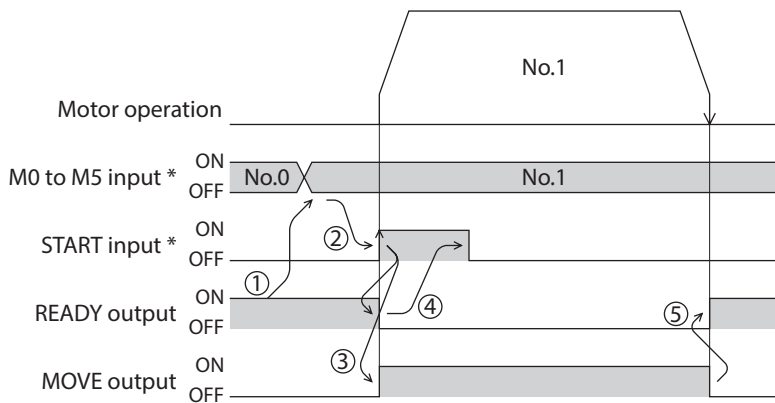 No.1
Motor operation
M0 to M5 input *
ON
OFF
No.0
No.1
START input *
ON
OFF
②
①
④
READY output
ON
OFF
⑤
③
MOVE output
ON
OFF